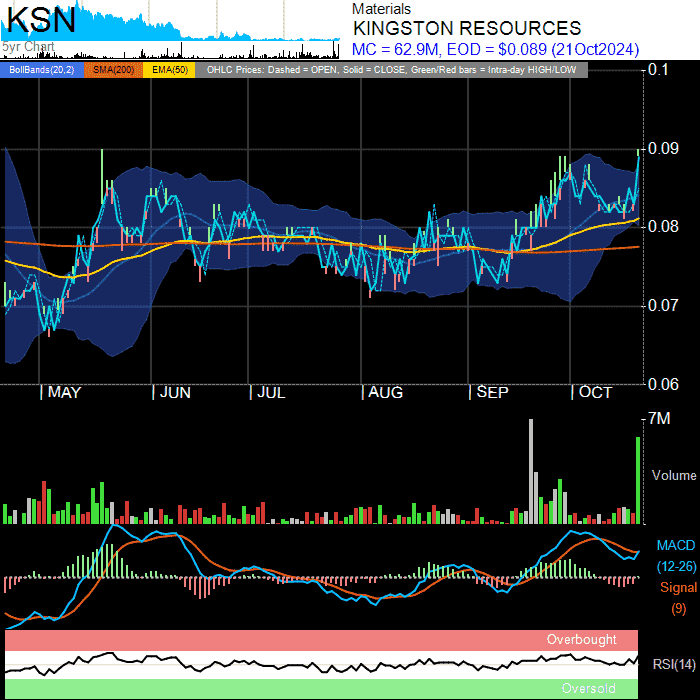 KSN
5yr Chart
Materials
KINGSTON RESOURCES
MC = 62.9M, EOD = $0.089 (21Oct2024)
BollBands(20,2) SMA(200) EMA(50) OHLC Prices: Dashed = OPEN, Solid = CLOSE, Green/Red bars = Intra-day HIGH/LOW
0.1
0.09
0.08
0.07
0.06
MAY JUN JUL AUG SEP OCT
7M
Volume
MACD
(12-26)
Signal
(9)
Overbought
RSI(14)
Oversold